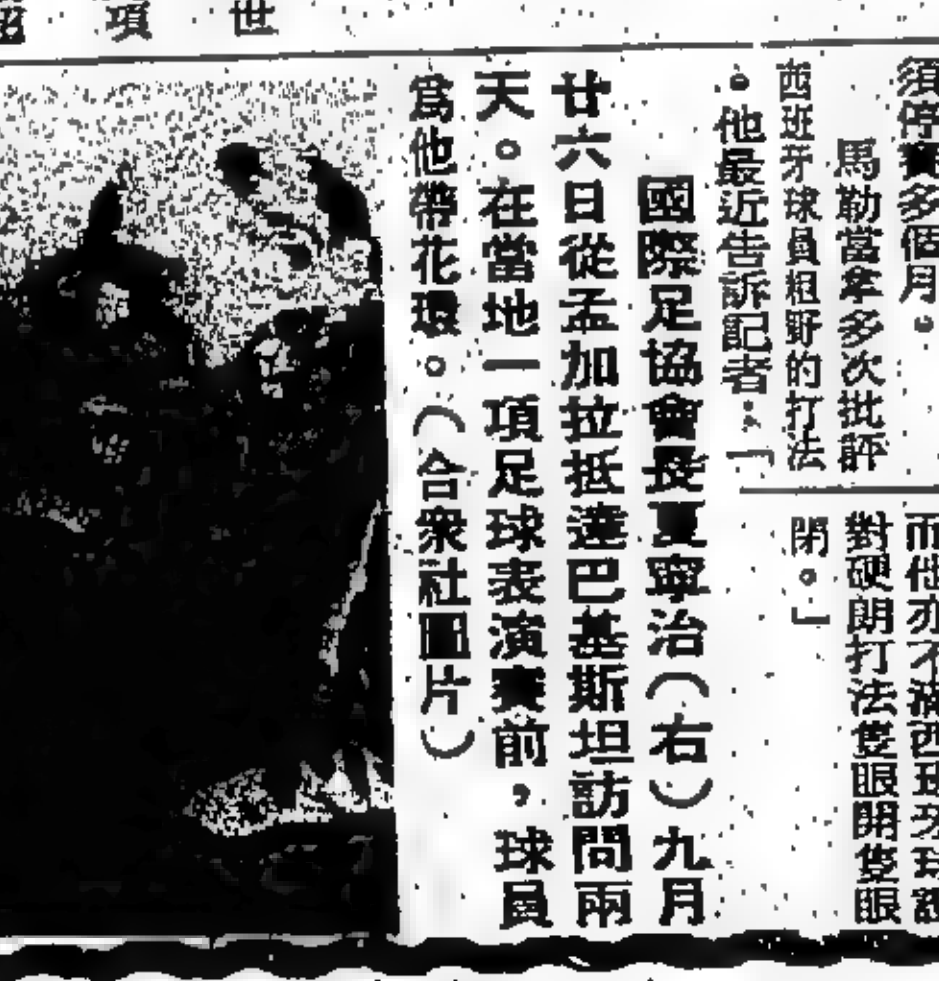 須停賽多個月。
馬勒當拿多次批評
西班牙球員粗野的打法
。他最近告訴記者：「
而他亦不滿西班牙球證
對硬朗打法隻眼開隻眼
閉。」
國際足協會長夏寧治（右）九月
廿六日從孟加拉抵達巴基斯坦訪問兩
天。在當地一項足球表演賽前，球員
爲他帶花環。（合衆社圖片）
世
項